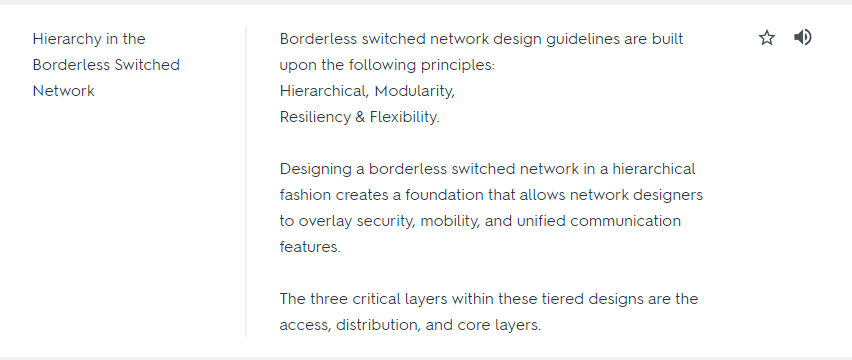 Hierarchy in the
Borderless Switched
Network
Borderless switched network design guidelines are built
upon the following principles:
Hierarchical, Modularity,
Resiliency & Flexibility.
Designing a borderless switched network in a hierarchical
fashion creates a foundation that allows network designers
to overlay security, mobility, and unified communication
features.
The three critical layers within these tiered designs are the
access, distribution, and core layers.